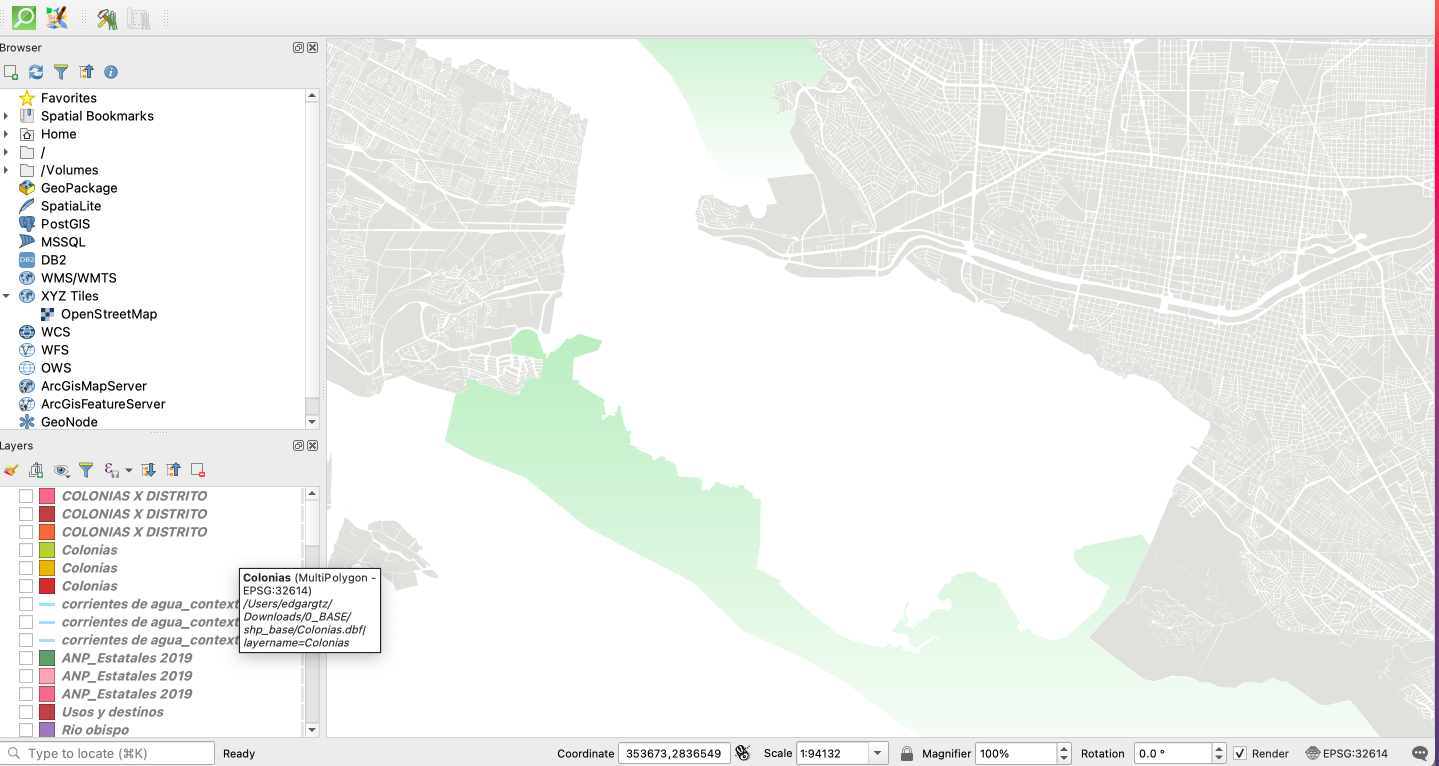 Browser
Favorites
Spatial Bookmarks
Home
/
/Volumes
GeoPackage
SpatiaLite
PostGIS
MSSQL
DB2
DB2
WMS/WMTS
XYZ Tiles
OpenStreetMap
WCS
WFS
OWS
ArcGisMapServer
ArcGisFeatureServer
GeoNode
Layers
COLONIAS X DISTRITO
COLONIAS X DISTRITO
COLONIAS X DISTRITO
Colonias
Colonias
Colonias
corrientes de agua_context
corrientes de agua_context
corrientes de agua_context
ANP_Estatales 2019
ANP_Estatales 2019
ANP_Estatales 2019
Usos y destinos
Rio obispo
Colonias (MultiPolygon -
EPSG:32614)
/Users/edgargtz/
Downloads/0_BASE/
shp_base/Colonias.dbf|
layername=Colonias
Type to locate (⌘K)
Ready
Coordinate 353673,2836549
Scale 1:94132
Magnifier 100%
Rotation 0.0 °
Render
EPSG:32614